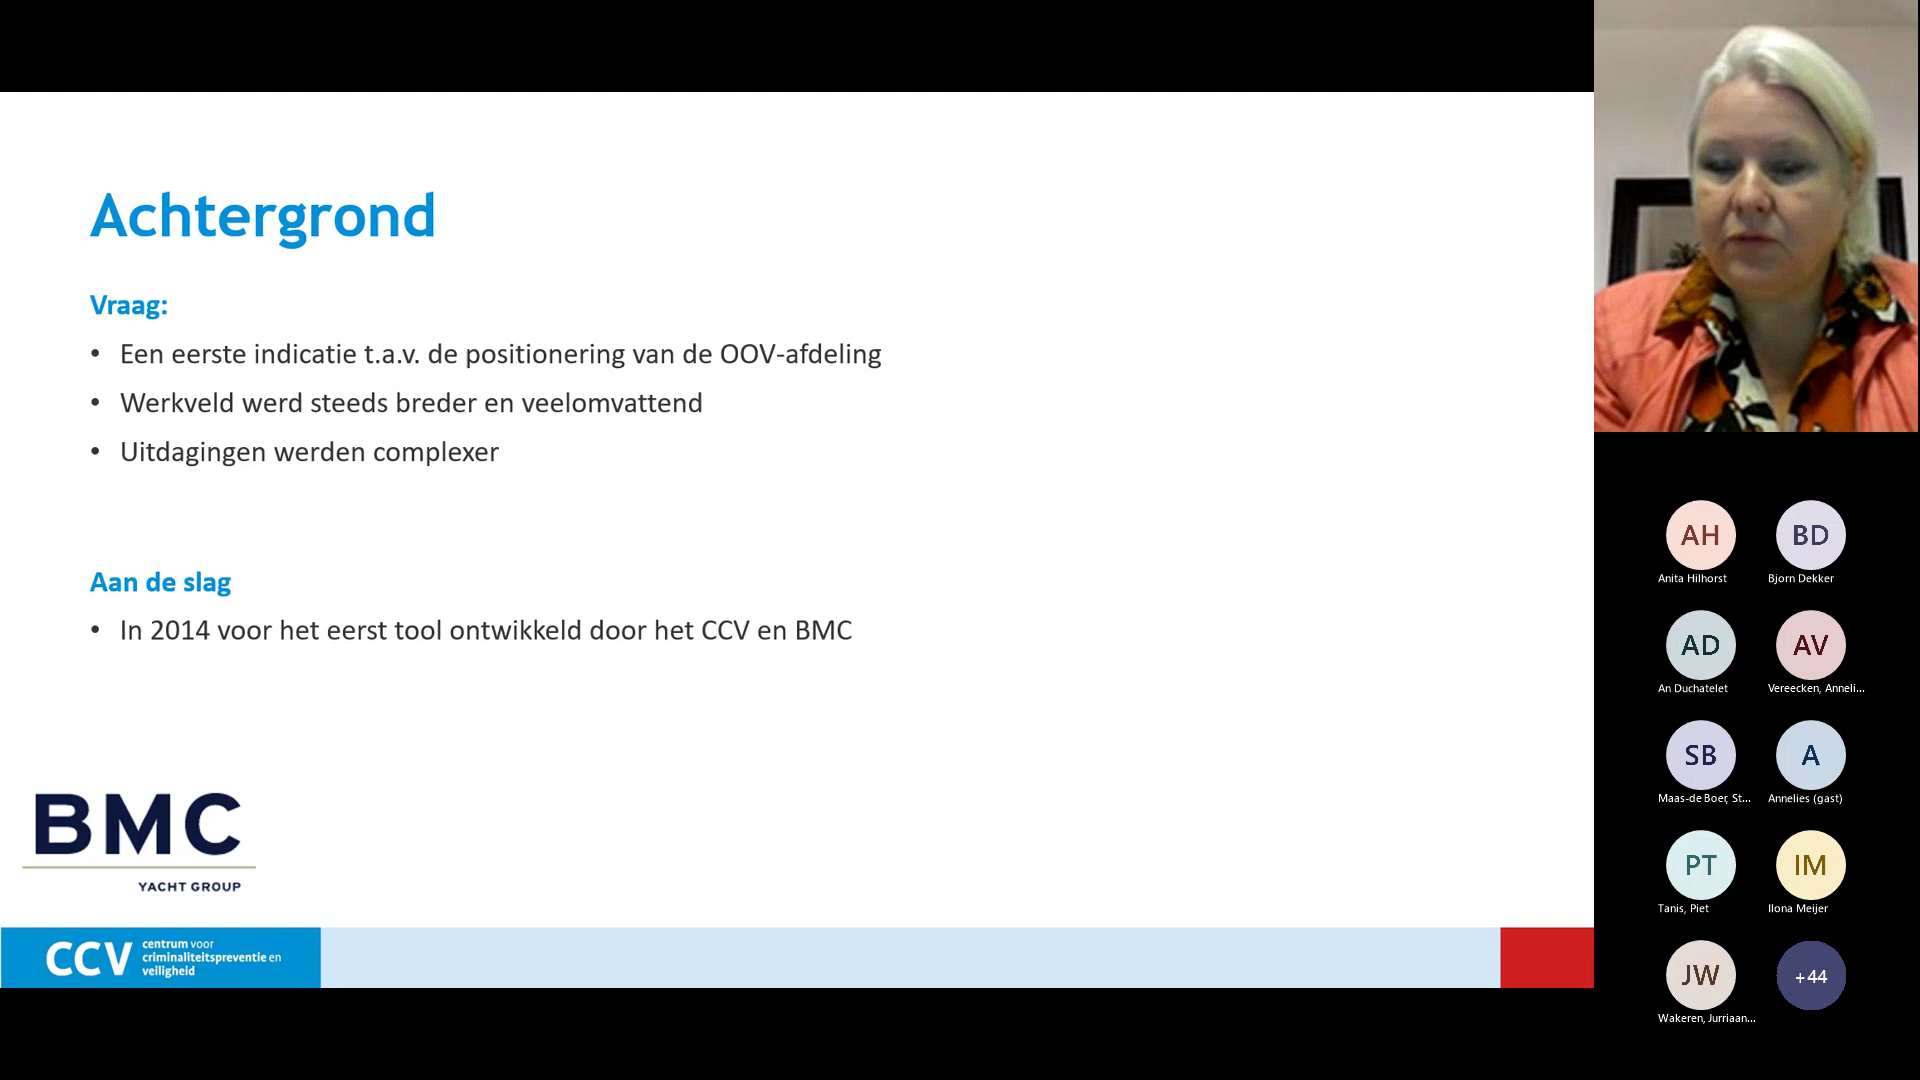 Achtergrond
Vraag:
• Een eerste indicatie t.a.v. de positionering van de OOV-afdeling
• Werkveld werd steeds breder en veelomvattend
• Uitdagingen werden complexer
Aan de slag
• In 2014 voor het eerst tool ontwikkeld door het CCV en BMC
BMC
YACHT GROUP
CCV
centrum voor
criminaliteitspreventie en
veiligheid
AH
Anita Hilhorst
BD
Bjorn Dekker
AD
An Duchatelet
AV
Vereecken, Anneli...
SB
Maas-de Boer, St...
A
Annelies (gast)
PT
Tanis, Piet
IM
Ilona Meijer
JW
Wakeren, Jurriaan...
+44